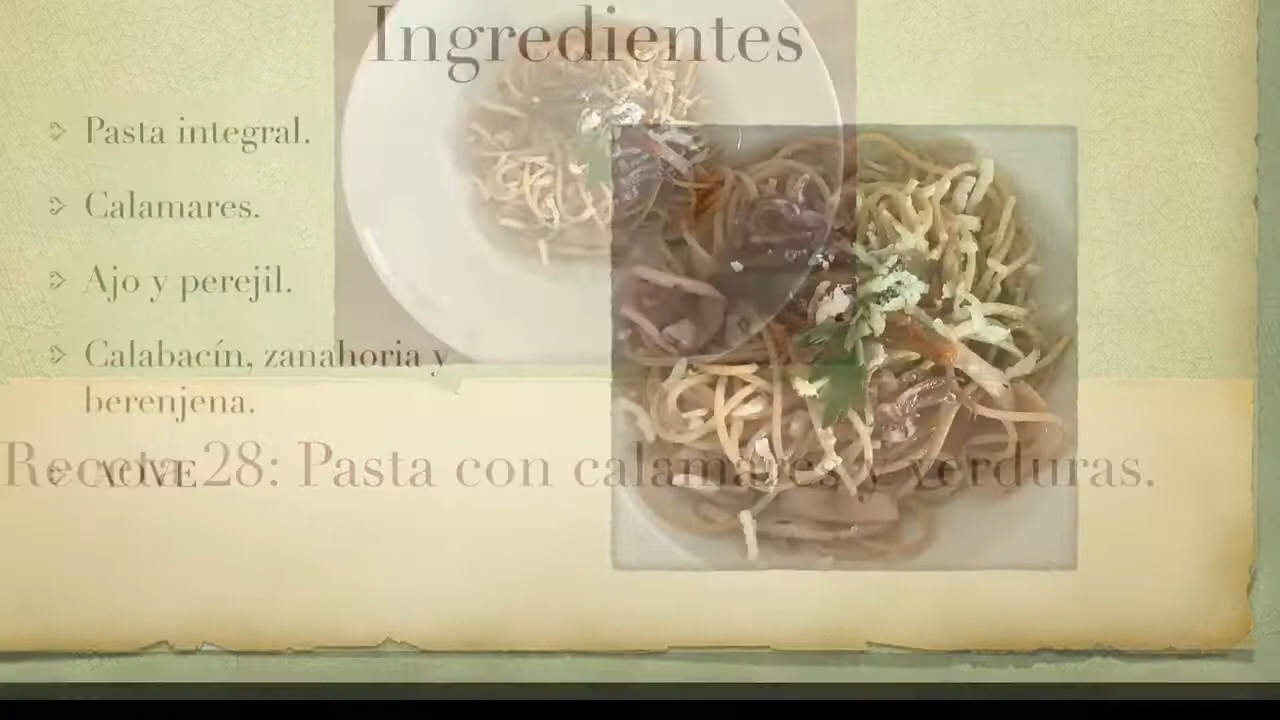 Ingredientes
Pasta integral.
Calamares.
Ajo y perejil.
Calabacín, zanahoria y
berenjena.
AOVE
Receta 28: Pasta con calamares y verduras.